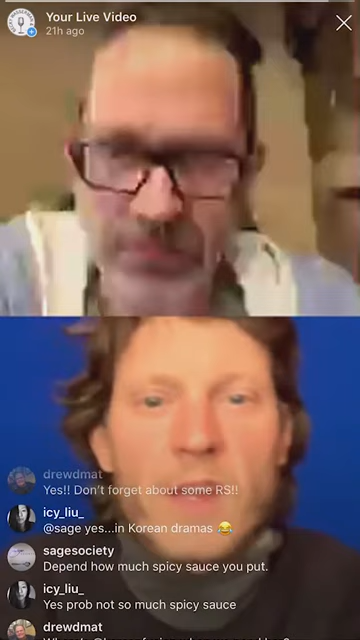 Your Live Video
21h ago
drewdmat
Yes!! Don't forget about some RS!!
icy_liu_
@sage yes...in Korean dramas 😂
sagesociety
Depend how much spicy sauce you put.
icy_liu_
Yes prob not so much spicy sauce
drewdmat